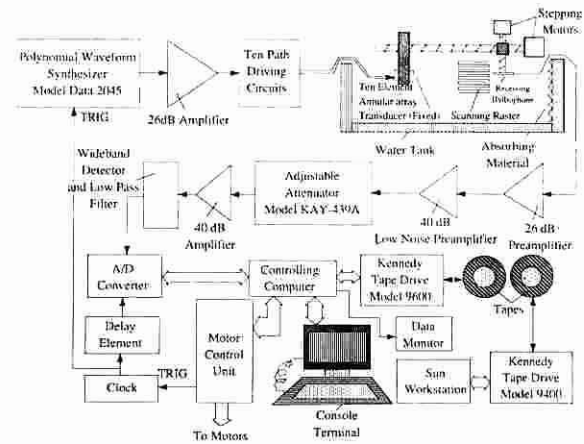 Stepping
Motors
Polynomial Waveform
Synthesizer
Model Data 2045
TRIG
26dB Amplifier
Ten Path
Driving
Circuits
Ten Element
Annular array
Transducer (Fixed)
Scanning Raster
Receiving
Hydrophone
Water Tank
Absorbing
Material
Wideband
Detector
and Low Pass
Filter
40 dB
Amplifier
Adjustable
Attenuator
Model KAY-439A
40 dB
Low Noise Preamplifier
26 dB
Preamplifier
A/D
Converter
Controlling
Computer
Kennedy
Tape Drive
Model 9600
Tapes
Delay
Element
Motor
Control
Unit
Data
Monitor
Clock
TRIG
Sun
Workstation
Kennedy
Tape Drive
Model 9400
To Motors
Console
Terminal